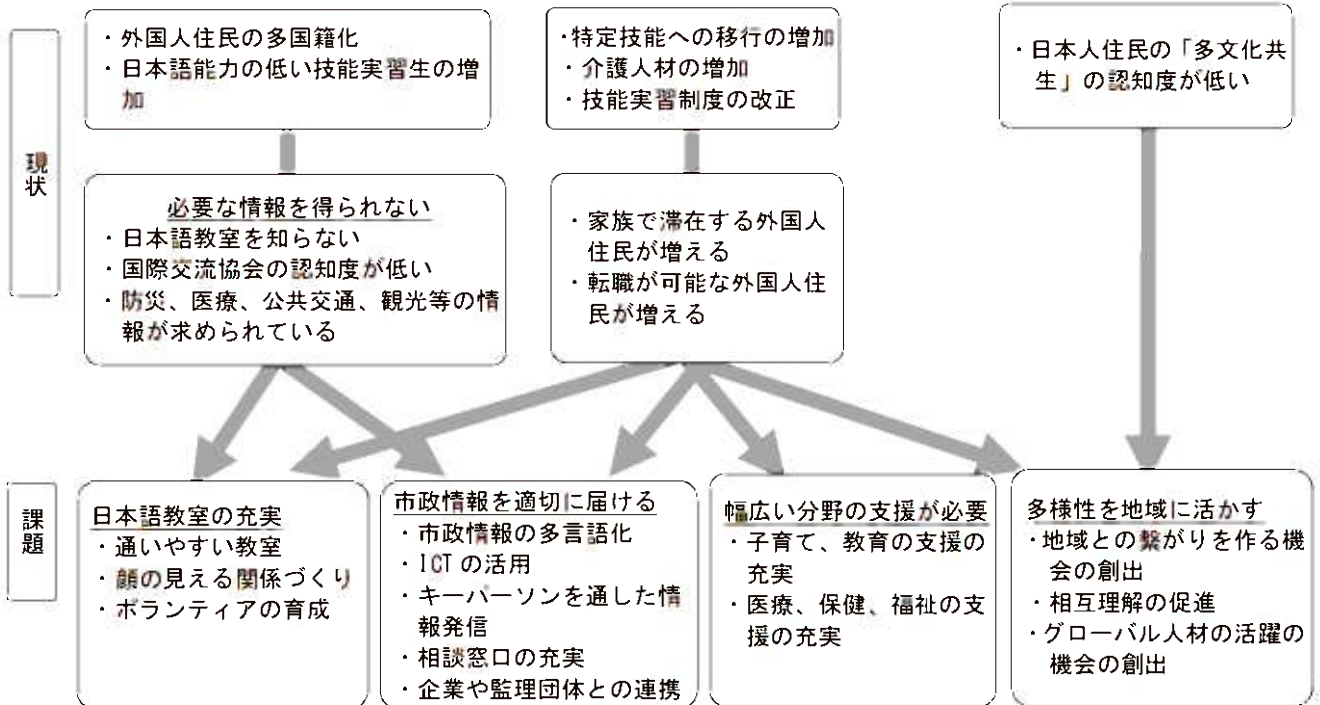 現状
・外国人住民の多国籍化
・日本語能力の低い技能実習生の増
加
・特定技能への移行の増加
・介護人材の増加
・技能実習制度の改正
・日本人住民の「多文化共
生」の認知度が低い
必要な情報を得られない
・日本語教室を知らない
・国際交流協会の認知度が低い
・防災、医療、公共交通、観光等の情
報が求められている
・家族で滞在する外国人
住民が増える
・転職が可能な外国人住
民が増える
課題
日本語教室の充実
・通いやすい教室
・顔の見える関係づくり
・ボランティアの育成
市政情報を適切に届ける
・市政情報の多言語化
・ICTの活用
・キーパーソンを通した情
報発信
・相談窓口の充実
・企業や監理団体との連携
幅広い分野の支援が必要
・子育て、教育の支援の
充実
・医療、保健、福祉の支
援の充実
多様性を地域に活かす
・地域との繋がりを作る機
会の創出
・相互理解の促進
・グローバル人材の活躍の
機会の創出